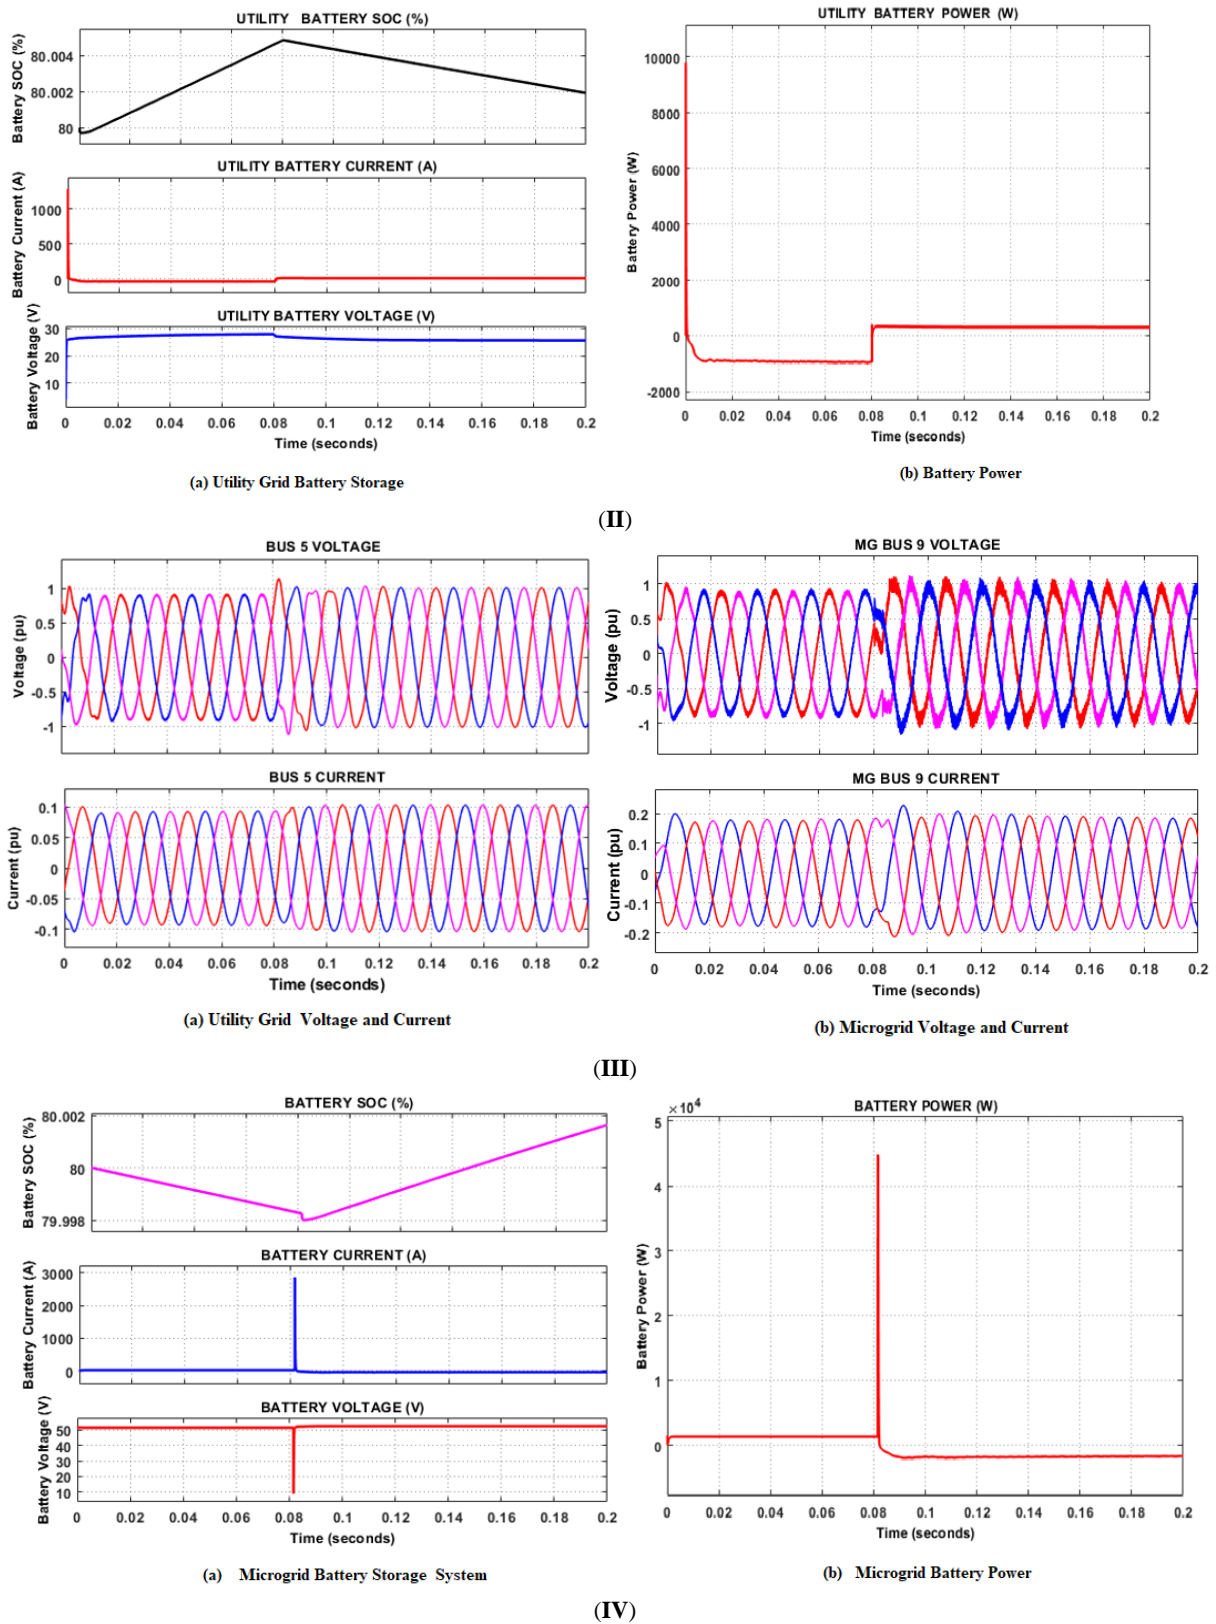 UTILITY BATTERY SOC (%)
Battery SOC (%)
80.004
80.002
80
UTILITY BATTERY CURRENT (A)
Battery Current (A)
1000
500
0
UTILITY BATTERY VOLTAGE (V)
Battery Voltage (V)
30
20
10
0 0.02 0.04 0.06 0.08 0.1 0.12 0.14 0.16 0.18 0.2
Time (seconds)
(a) Utility Grid Battery Storage
UTILITY BATTERY POWER (W)
Battery Power (W)
10000
8000
6000
4000
2000
0
-2000
0 0.02 0.04 0.06 0.08 0.1 0.12 0.14 0.16 0.18 0.2
Time (seconds)
(b) Battery Power
(II)
BUS 5 VOLTAGE
Voltage (pu)
1
0.5
0
-0.5
-1
BUS 5 CURRENT
Current (pu)
0.1
0.05
0
-0.05
-0.1
0 0.02 0.04 0.06 0.08 0.1 0.12 0.14 0.16 0.18 0.2
Time (seconds)
(a) Utility Grid Voltage and Current
MG BUS 9 VOLTAGE
Voltage (pu)
1
0.5
0
-0.5
-1
MG BUS 9 CURRENT
Current (pu)
0.2
0.1
0
-0.1
-0.2
0 0.02 0.04 0.06 0.08 0.1 0.12 0.14 0.16 0.18 0.2
Time (seconds)
(b) Microgrid Voltage and Current
(III)
BATTERY SOC (%)
Battery SOC (%)
80.002
80
79.998
BATTERY CURRENT (A)
Battery Current (A)
3000
2000
1000
0
BATTERY VOLTAGE (V)
Battery Voltage (V)
50
40
30
20
10
0 0.02 0.04 0.06 0.08 0.1 0.12 0.14 0.16 0.18 0.2
Time (seconds)
(a) Microgrid Battery Storage System
BATTERY POWER (W)
×10⁴
Battery Power (W)
5
4
3
2
1
0
0 0.02 0.04 0.06 0.08 0.1 0.12 0.14 0.16 0.18 0.2
Time (seconds)
(b) Microgrid Battery Power
(IV)